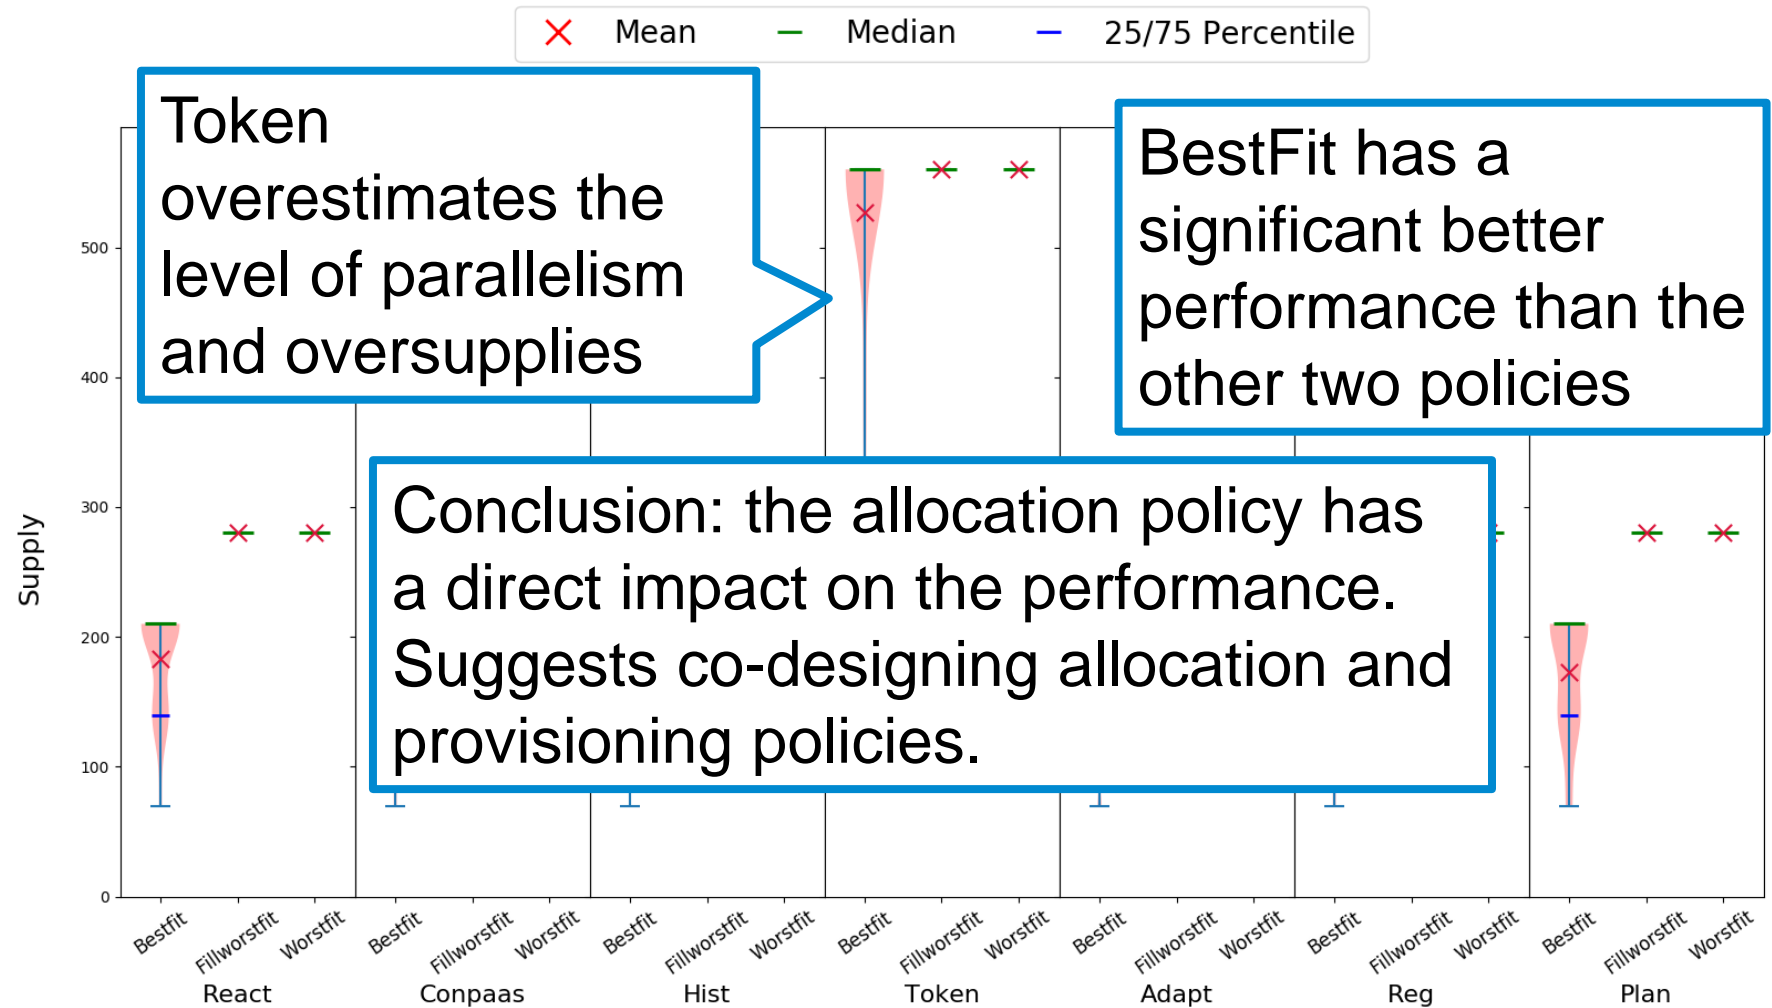 Mean Median 25/75 Percentile
Token
overestimates the
level of parallelism
and oversupplies
BestFit has a
significant better
performance than the
other two policies
Conclusion: the allocation policy has
a direct impact on the performance.
Suggests co-designing allocation and
provisioning policies.
Supply
500
400
300
200
100
0
Bestfit Fillworstfit Worstfit Bestfit Fillworstfit Worstfit Bestfit Fillworstfit Worstfit Bestfit Fillworstfit Worstfit Bestfit Fillworstfit Worstfit Bestfit Fillworstfit Worstfit Bestfit Fillworstfit Worstfit
React Conpaas Hist Token Adapt Reg Plan